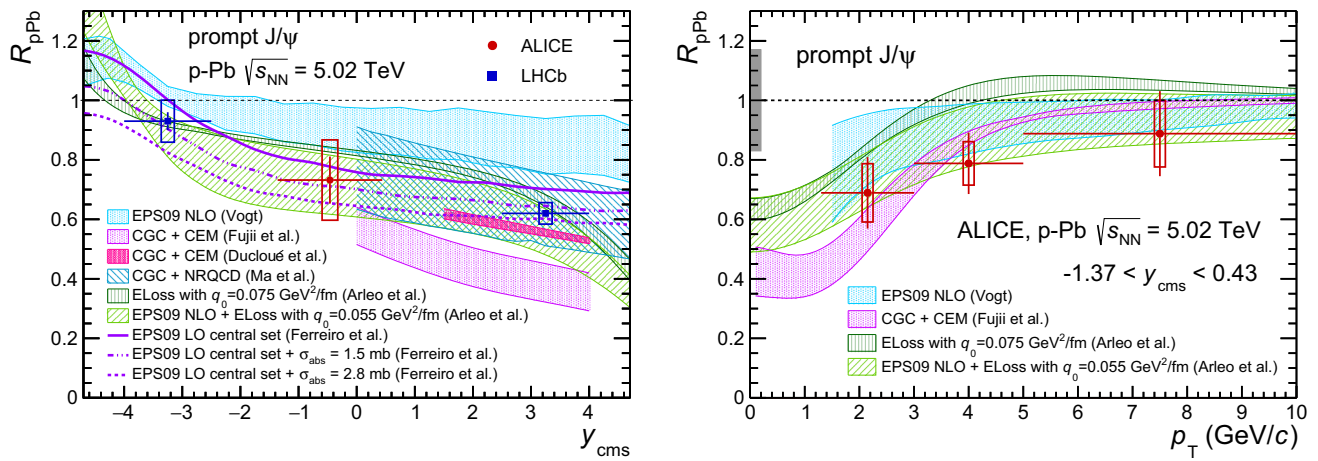 R_pPb
prompt J/ψ
p-Pb √s_NN = 5.02 TeV
ALICE
LHCb
EPS09 NLO (Vogt)
CGC + CEM (Fujii et al.)
CGC + CEM (Ducloué et al.)
CGC + NRQCD (Ma et al.)
ELoss with q_0=0.075 GeV²/fm (Arleo et al.)
EPS09 NLO + ELoss with q_0=0.055 GeV²/fm (Arleo et al.)
EPS09 LO central set (Ferreiro et al.)
EPS09 LO central set + σ_abs = 1.5 mb (Ferreiro et al.)
EPS09 LO central set + σ_abs = 2.8 mb (Ferreiro et al.)
1.2
1
0.8
0.6
0.4
0.2
0
−4 −3 −2 −1 0 1 2 3 4
y_cms
R_pPb
prompt J/ψ
ALICE, p-Pb √s_NN = 5.02 TeV
-1.37 < y_cms < 0.43
EPS09 NLO (Vogt)
CGC + CEM (Fujii et al.)
ELoss with q_0=0.075 GeV²/fm (Arleo et al.)
EPS09 NLO + ELoss with q_0=0.055 GeV²/fm (Arleo et al.)
1.2
1
0.8
0.6
0.4
0.2
0
0 1 2 3 4 5 6 7 8 9 10
p_T (GeV/c)